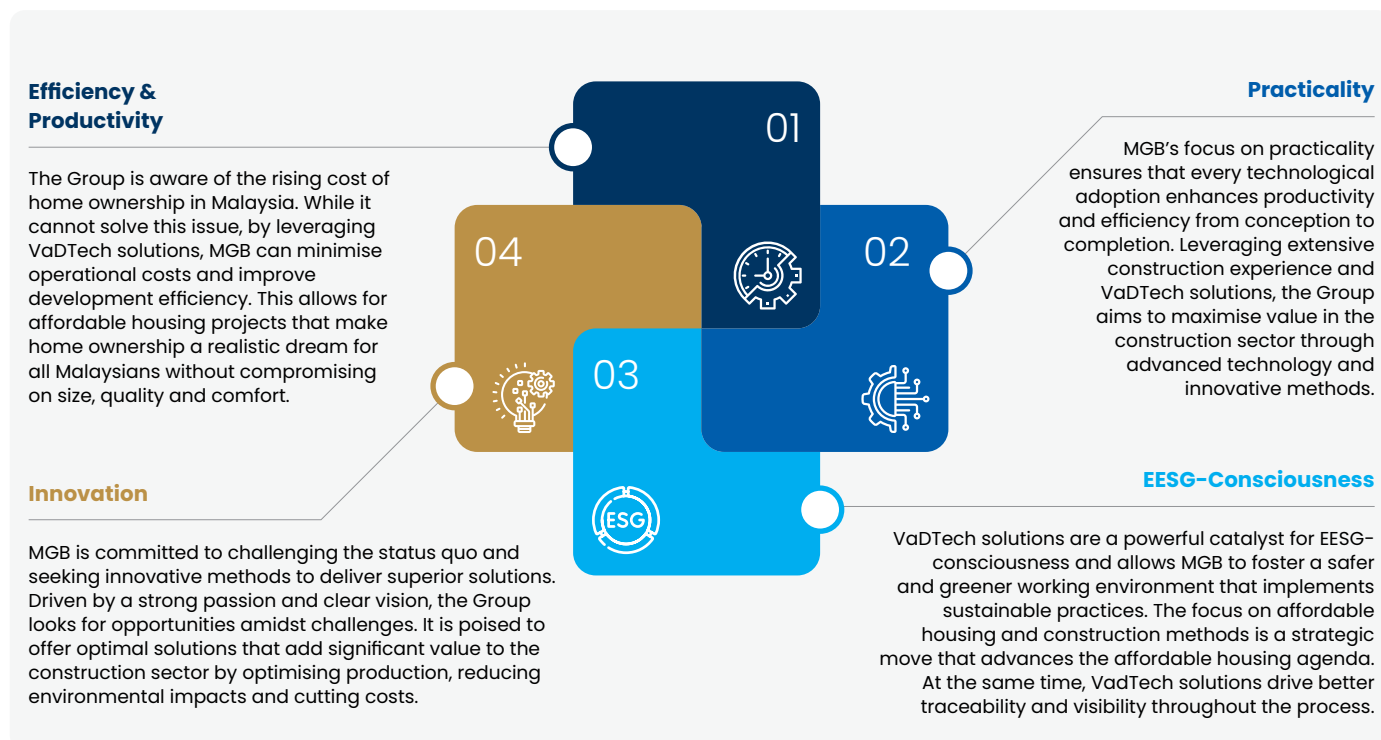 Efficiency &
Productivity
The Group is aware of the rising cost of
home ownership in Malaysia. While it
cannot solve this issue, by leveraging
VaDTech solutions, MGB can minimise
operational costs and improve
development efficiency. This allows for
affordable housing projects that make
home ownership a realistic dream for
all Malaysians without compromising
on size, quality and comfort.
01
Practicality
MGB’s focus on practicality
ensures that every technological
adoption enhances productivity
and efficiency from conception to
completion. Leveraging extensive
construction experience and
VaDTech solutions, the Group
aims to maximise value in the
construction sector through
advanced technology and
innovative methods.
02
04
03
ESG
Innovation
MGB is committed to challenging the status quo and
seeking innovative methods to deliver superior solutions.
Driven by a strong passion and clear vision, the Group
looks for opportunities amidst challenges. It is poised to
offer optimal solutions that add significant value to the
construction sector by optimising production, reducing
environmental impacts and cutting costs.
EESG-Consciousness
VaDTech solutions are a powerful catalyst for EESG-
consciousness and allows MGB to foster a safer
and greener working environment that implements
sustainable practices. The focus on affordable
housing and construction methods is a strategic
move that advances the affordable housing agenda.
At the same time, VadTech solutions drive better
traceability and visibility throughout the process.